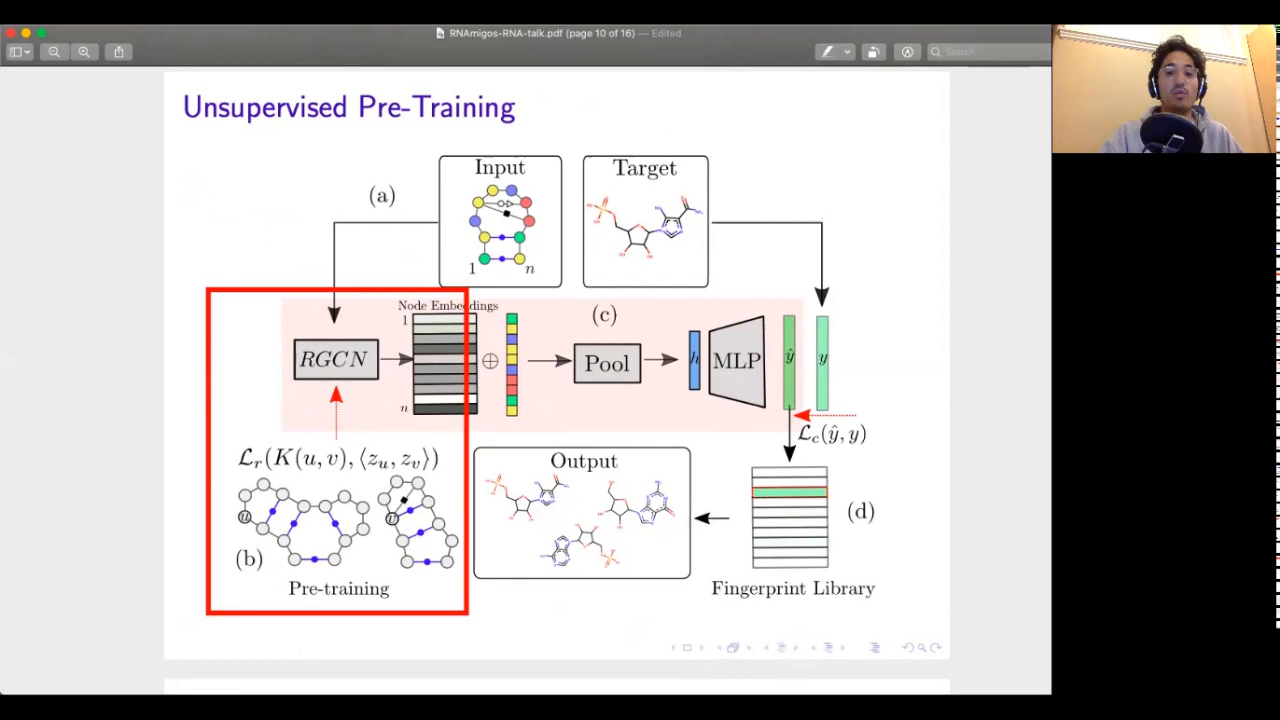 RNAmigos-RNA-talk.pdf (page 10 of 16) — Edited
Search
Unsupervised Pre-Training
(a)
Input
1
n
Target
Node Embeddings
1
n
(c)
RGCN
⊕
Pool
h
MLP
ŷ
y
ℒc(ŷ, y)
ℒr(K(u, v), ⟨zu, zv⟩)
u
v
(b)
Pre-training
Output
(d)
Fingerprint Library